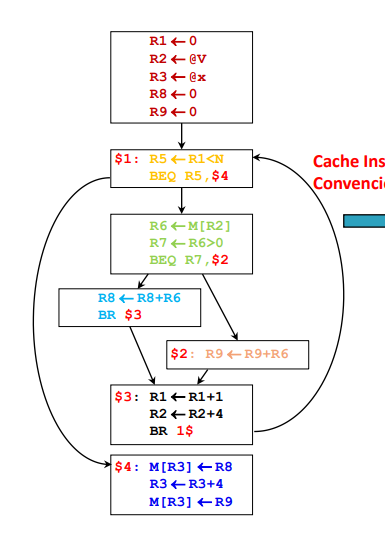 R1 ← 0
R2 ← @V
R3 ← @x
R8 ← 0
R9 ← 0
$1: R5 ← R1<N
BEQ R5,$4
Cache Ins
Convenci
R6 ← M[R2]
R7 ← R6>0
BEQ R7,$2
R8 ← R8+R6
BR $3
$2: R9 ← R9+R6
$3: R1 ← R1+1
R2 ← R2+4
BR 1$
$4: M[R3] ← R8
R3 ← R3+4
M[R3] ← R9